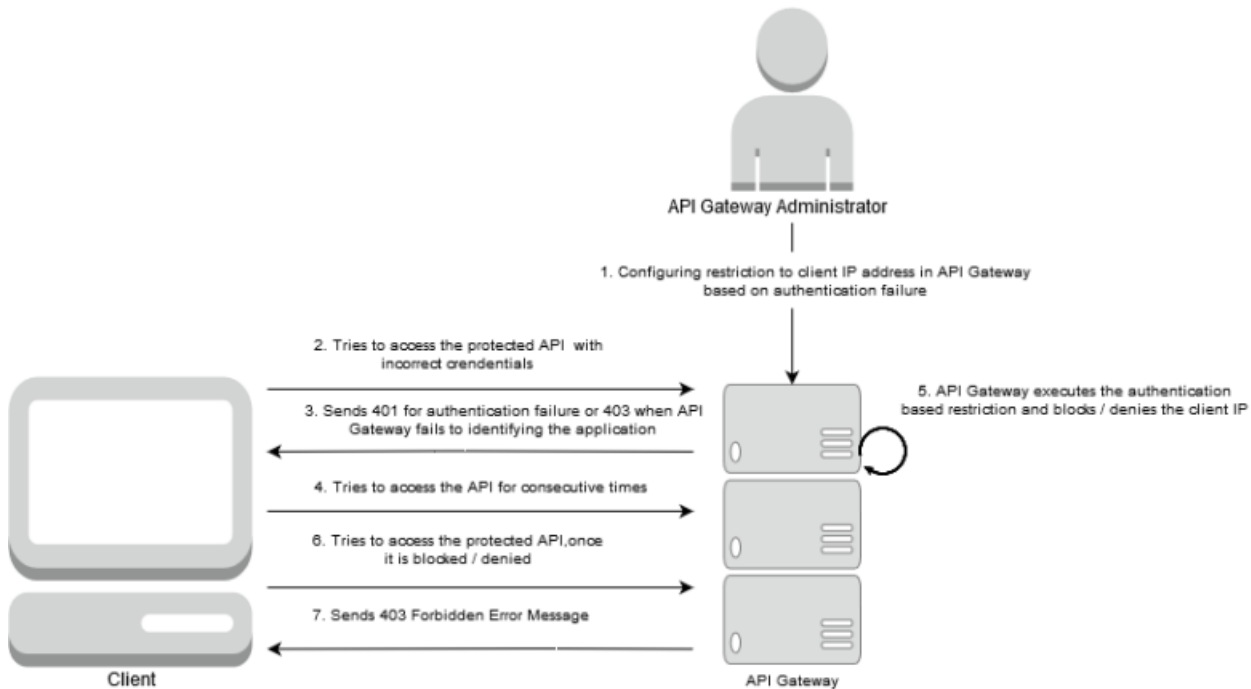 API Gateway Administrator
1. Configuring restriction to client IP address in API Gateway
based on authentication failure
2. Tries to access the protected API with
incorrect crendentials
3. Sends 401 for authentication failure or 403 when API
Gateway fails to identifying the application
4. Tries to access the API for consecutive times
5. API Gateway executes the authentication
based restriction and blocks / denies the client IP
6. Tries to access the protected API,once
it is blocked / denied
7. Sends 403 Forbidden Error Message
Client
API Gateway